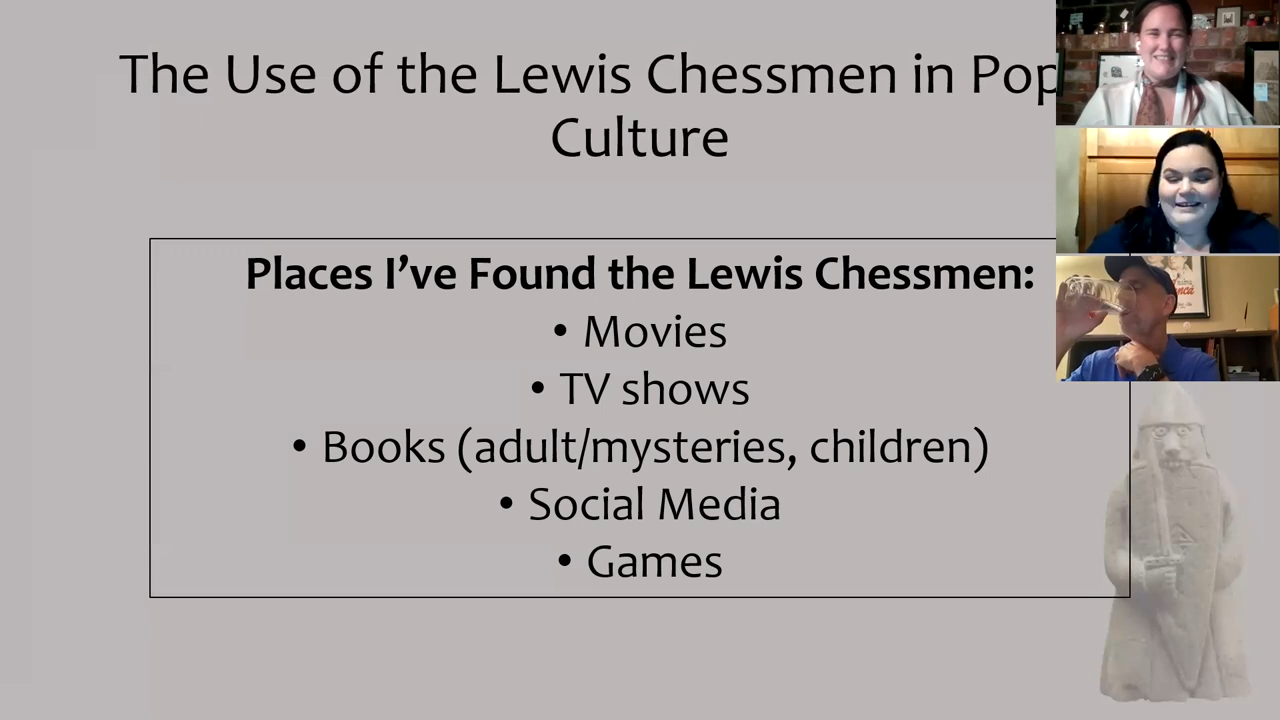 The Use of the Lewis Chessmen in Pop
Culture
Places I’ve Found the Lewis Chessmen:
• Movies
• TV shows
• Books (adult/mysteries, children)
• Social Media
• Games